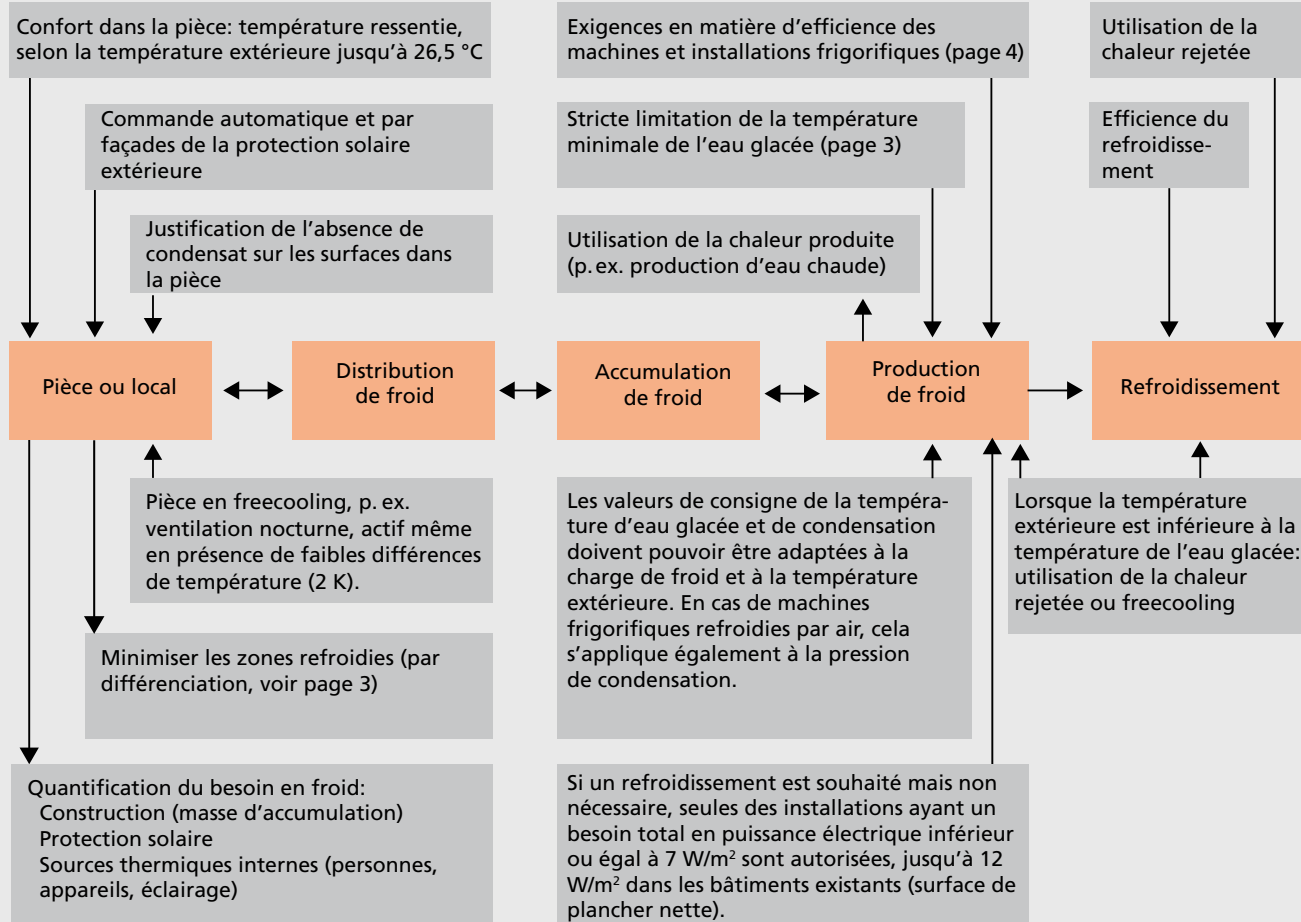 Confort dans la pièce: température ressentie,
selon la température extérieure jusqu'à 26,5 °C
Exigences en matière d'efficience des
machines et installations frigorifiques (page 4)
Utilisation de la
chaleur rejetée
Commande automatique et par
façades de la protection solaire
extérieure
Stricte limitation de la température
minimale de l'eau glacée (page 3)
Efficience du
refroidisse-
ment
Justification de l'absence de
condensat sur les surfaces dans
la pièce
Utilisation de la chaleur produite
(p. ex. production d'eau chaude)
Pièce ou local
Distribution
de froid
Accumulation
de froid
Production
de froid
Refroidissement
Pièce en freecooling, p. ex.
ventilation nocturne, actif même
en présence de faibles différences
de température (2 K).
Les valeurs de consigne de la tempéra-
ture d'eau glacée et de condensation
doivent pouvoir être adaptées à la
charge de froid et à la température
extérieure. En cas de machines
frigorifiques refroidies par air, cela
s'applique également à la pression
de condensation.
Lorsque la température
extérieure est inférieure à la
température de l'eau glacée:
utilisation de la chaleur
rejetée ou freecooling
Minimiser les zones refroidies (par
différenciation, voir page 3)
Quantification du besoin en froid:
Construction (masse d'accumulation)
Protection solaire
Sources thermiques internes (personnes,
appareils, éclairage)
Si un refroidissement est souhaité mais non
nécessaire, seules des installations ayant un
besoin total en puissance électrique inférieur
ou égal à 7 W/m² sont autorisées, jusqu'à 12
W/m² dans les bâtiments existants (surface de
plancher nette).